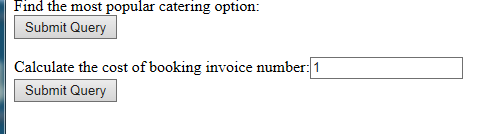 Find the most popular catering option:
Submit Query
Calculate the cost of booking invoice number: 1
Submit Query